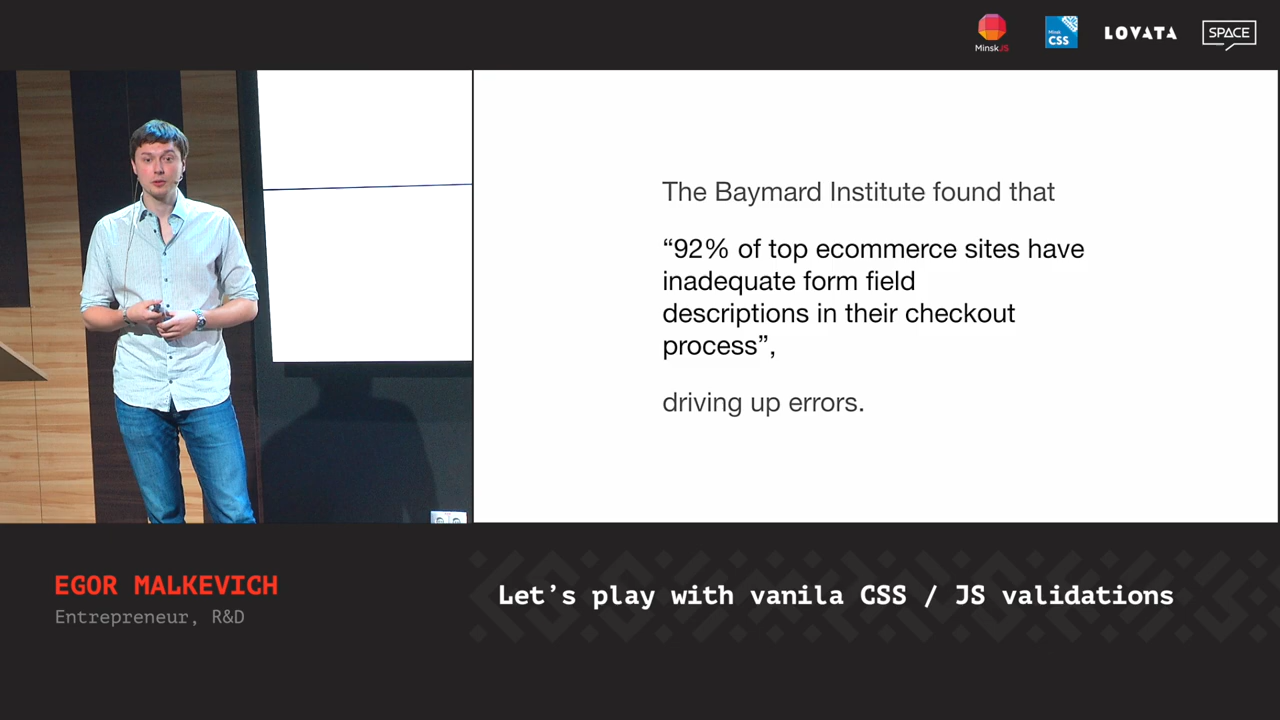 MinskJS
Minsk
CSS
LOVATA
SPACE
The Baymard Institute found that
“92% of top ecommerce sites have
inadequate form field
descriptions in their checkout
process”,
driving up errors.
EGOR MALKEVICH
Entrepreneur, R&D
Let’s play with vanila CSS / JS validations